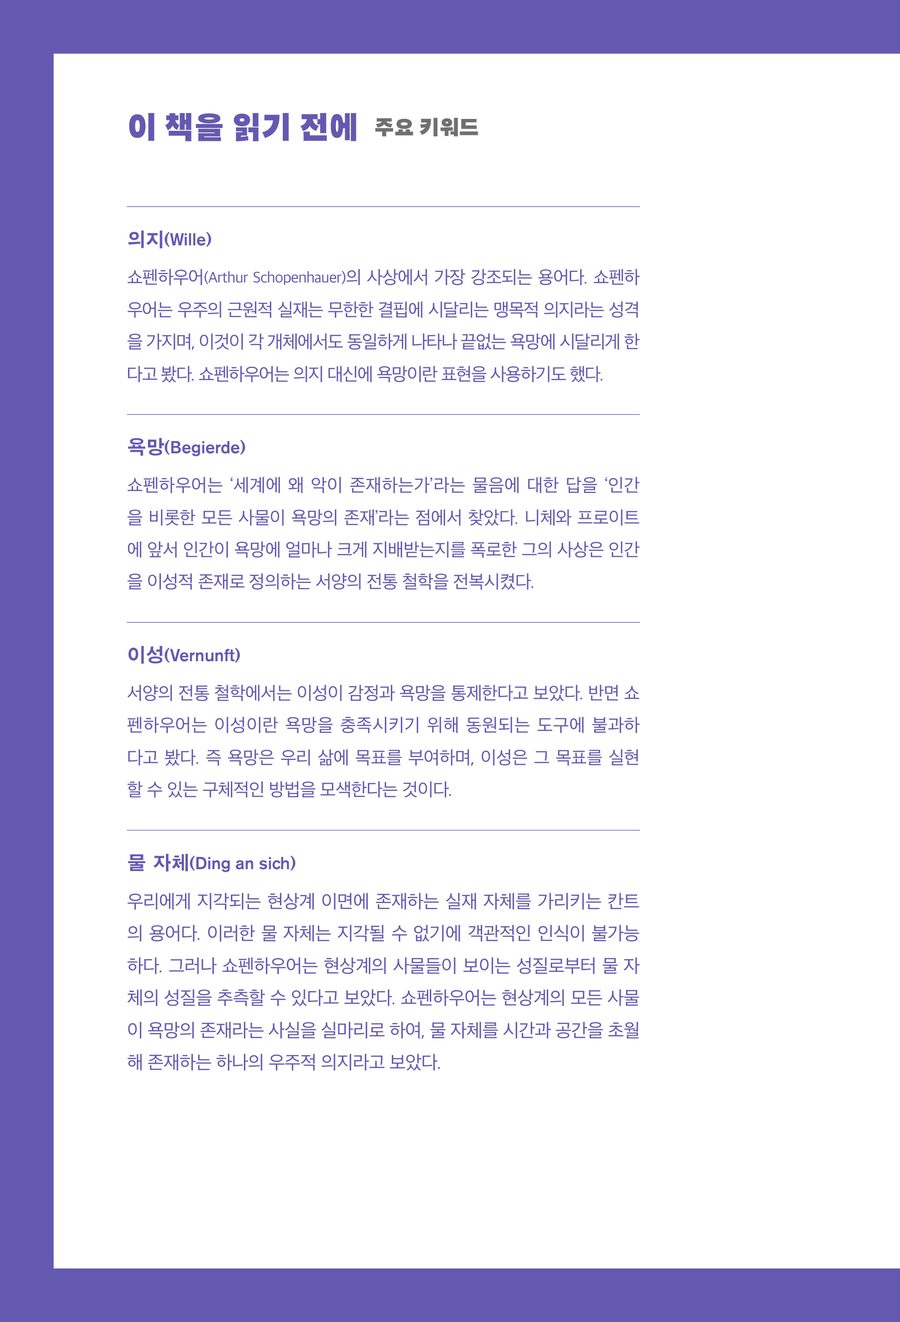 이 책을 읽기 전에 주요 키워드
의지(Wille)
쇼펜하우어(Arthur Schopenhauer)의 사상에서 가장 강조되는 용어다. 쇼펜하
우어는 우주의 근원적 실재는 무한한 결핍에 시달리는 맹목적 의지라는 성격
을 가지며, 이것이 각 개체에서도 동일하게 나타나 끝없는 욕망에 시달리게 한
다고 봤다. 쇼펜하우어는 의지 대신에 욕망이란 표현을 사용하기도 했다.
욕망(Begierde)
쇼펜하우어는 ‘세계에 왜 악이 존재하는가’라는 물음에 대한 답을 ‘인간
을 비롯한 모든 사물이 욕망의 존재’라는 점에서 찾았다. 니체와 프로이트
에 앞서 인간이 욕망에 얼마나 크게 지배받는지를 폭로한 그의 사상은 인간
을 이성적 존재로 정의하는 서양의 전통 철학을 전복시켰다.
이성(Vernunft)
서양의 전통 철학에서는 이성이 감정과 욕망을 통제한다고 보았다. 반면 쇼
펜하우어는 이성이란 욕망을 충족시키기 위해 동원되는 도구에 불과하
다고 봤다. 즉 욕망은 우리 삶에 목표를 부여하며, 이성은 그 목표를 실현
할 수 있는 구체적인 방법을 모색한다는 것이다.
물 자체(Ding an sich)
우리에게 지각되는 현상계 이면에 존재하는 실재 자체를 가리키는 칸트
의 용어다. 이러한 물 자체는 지각될 수 없기에 객관적인 인식이 불가능
하다. 그러나 쇼펜하우어는 현상계의 사물들이 보이는 성질로부터 물 자
체의 성질을 추측할 수 있다고 보았다. 쇼펜하우어는 현상계의 모든 사물
이 욕망의 존재라는 사실을 실마리로 하여, 물 자체를 시간과 공간을 초월
해 존재하는 하나의 우주적 의지라고 보았다.